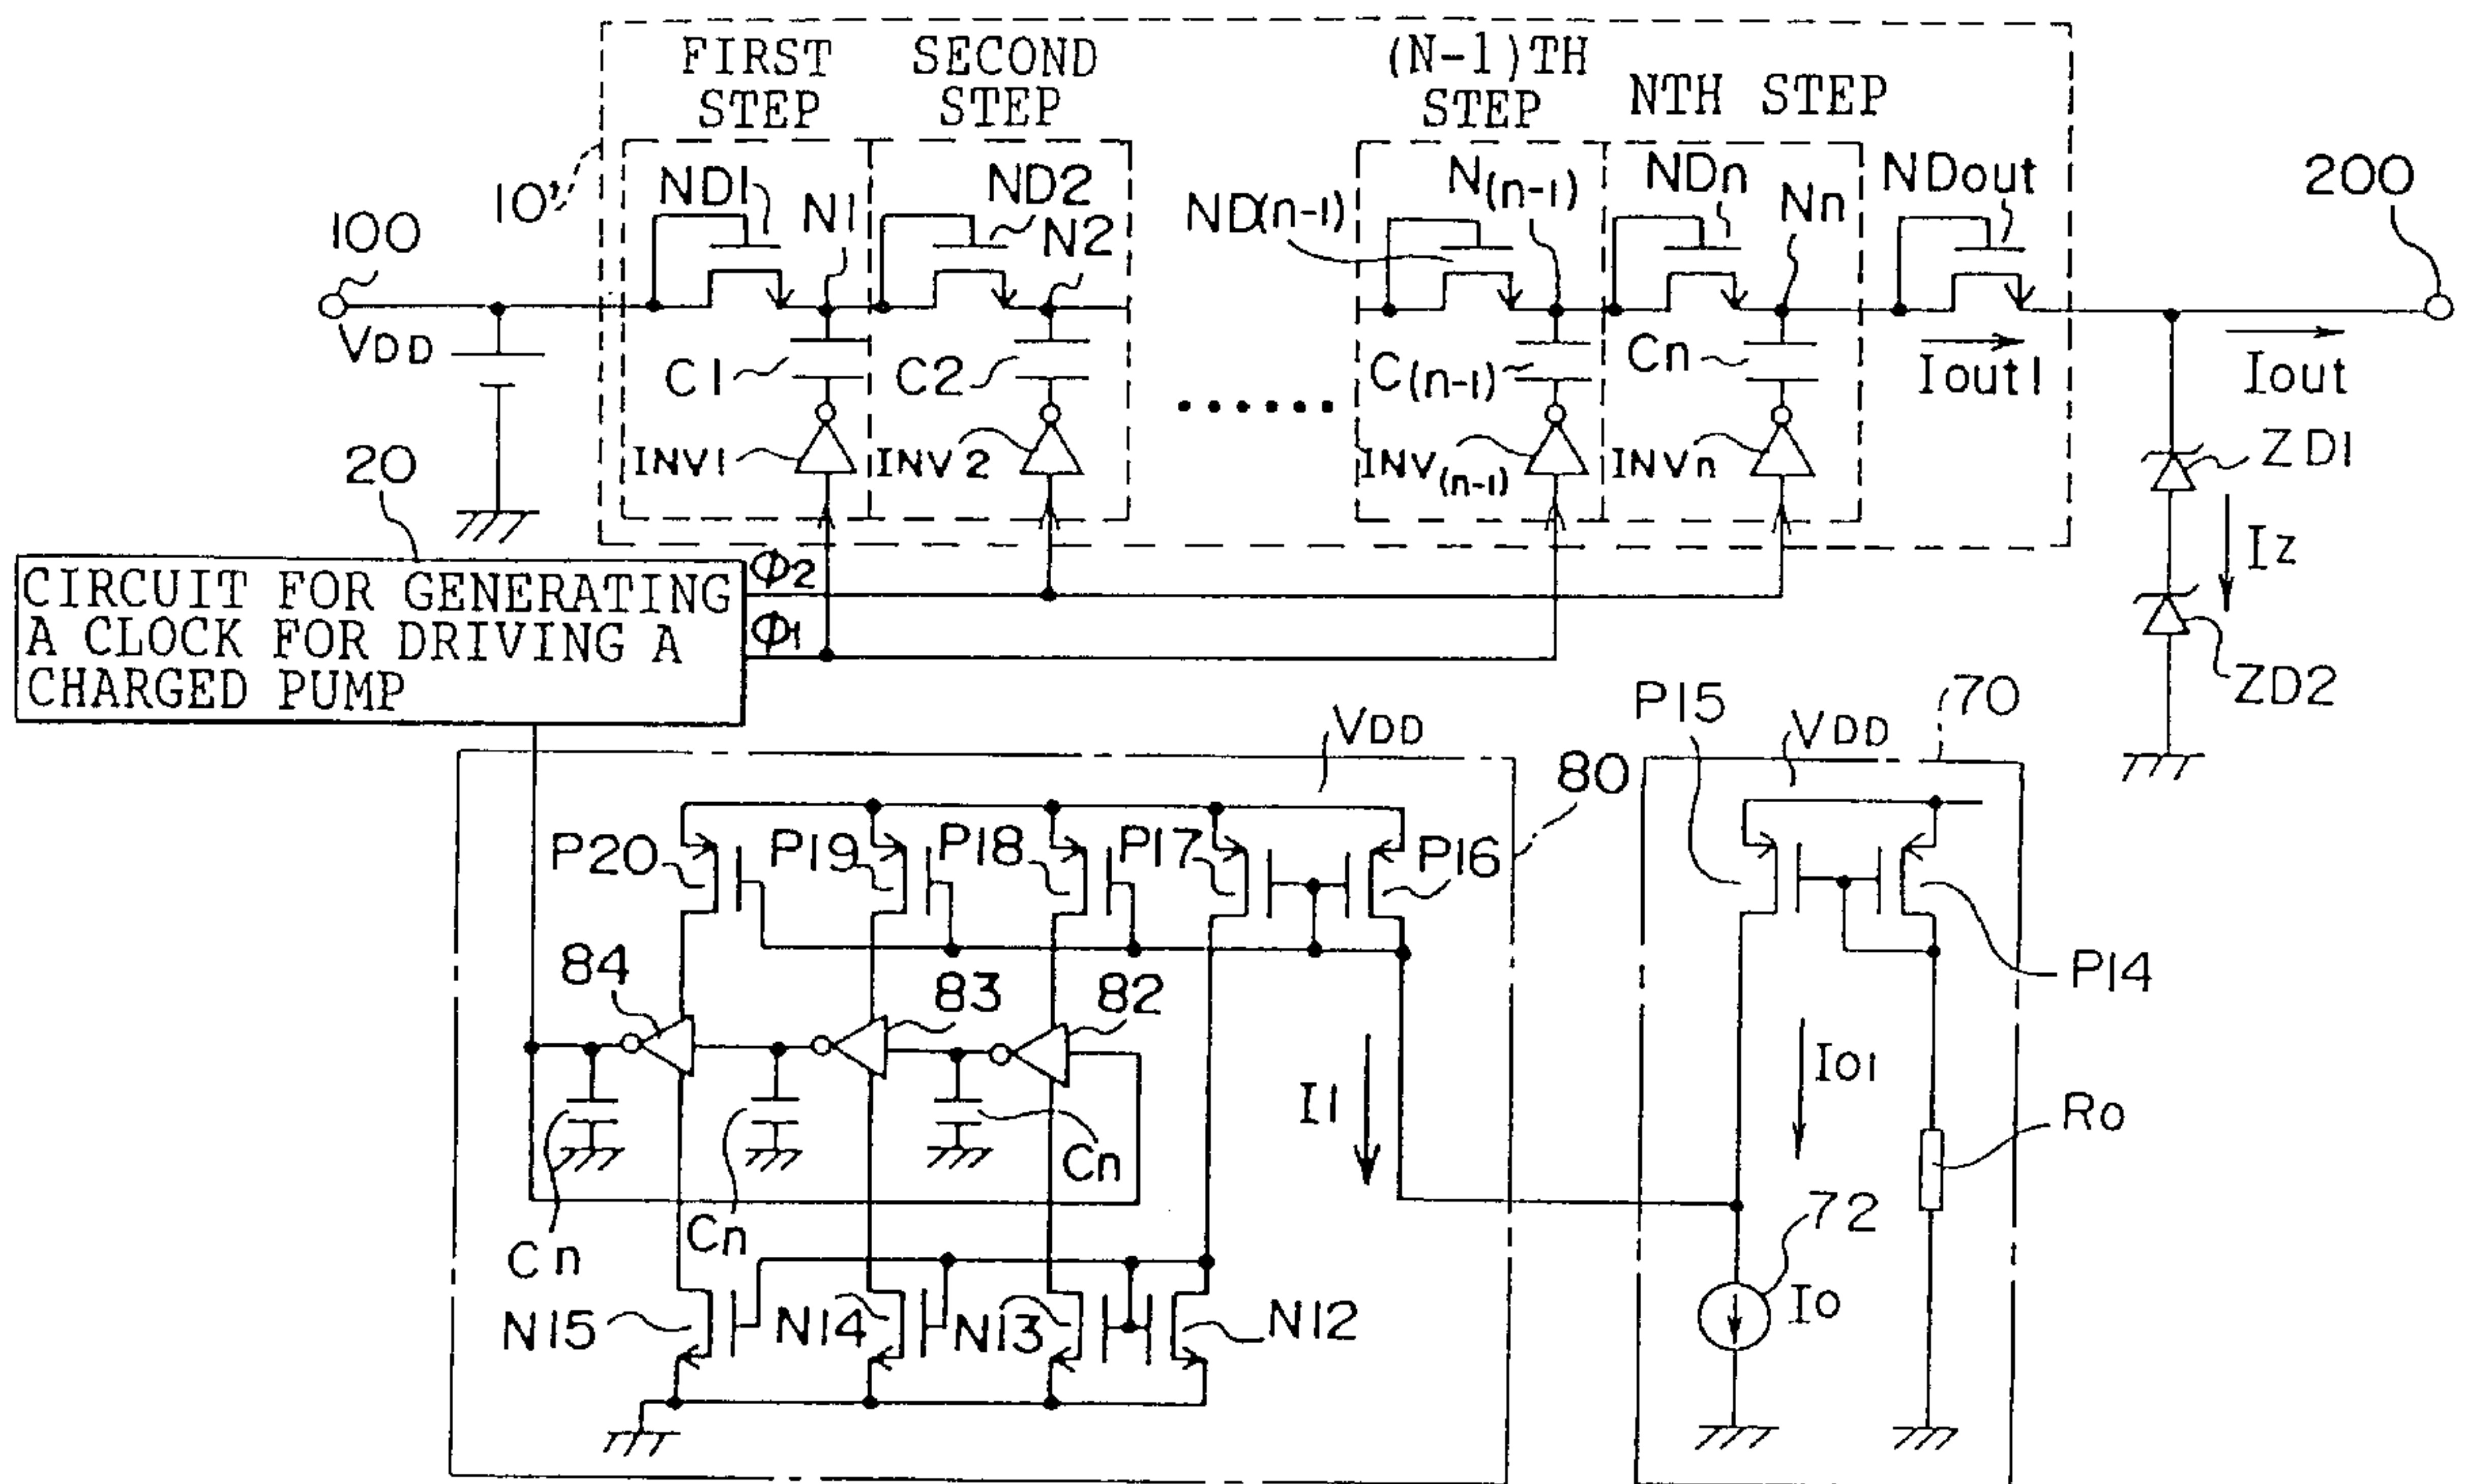 FIRST STEP
SECOND STEP
(N-1)TH STEP
NTH STEP
10'
100
VDD
ND1
N1
ND2
N2
ND(n-1)
N(n-1)
NDn
Nn
NDout
200
C1
C2
C(n-1)
Cn
Iout1
Iout
INV1
INV2
INV(n-1)
INVn
ZD1
Iz
ZD2
20
CIRCUIT FOR GENERATING
A CLOCK FOR DRIVING A
CHARGED PUMP
Φ2
Φ1
VDD
80
P15
VDD
70
P20
P19
P18
P17
P16
P14
84
83
82
I1
I01
R0
Cn
Cn
Cn
72
I0
N15
N14
N13
N12